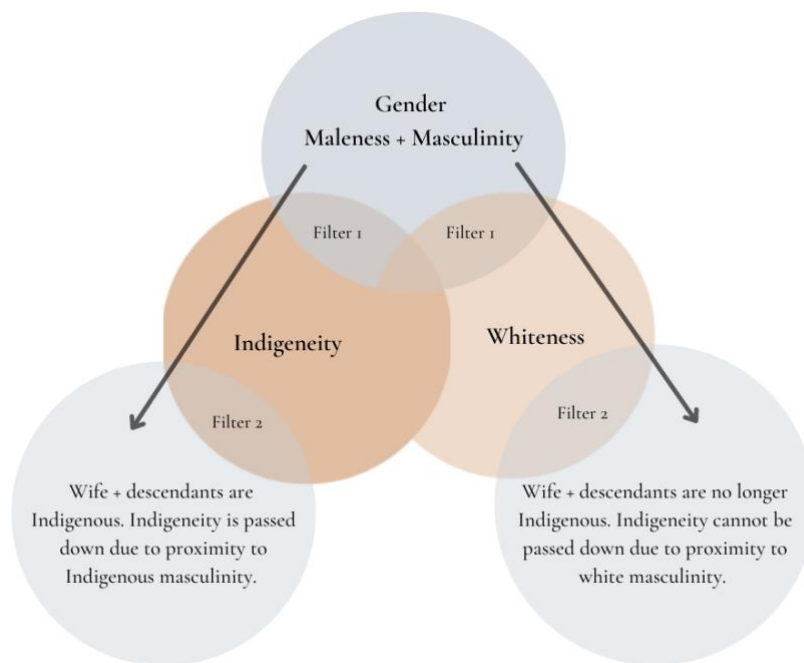 Gender
Maleness + Masculinity
Filter 1
Filter 1
Indigeneity
Whiteness
Filter 2
Filter 2
Wife + descendants are
Indigenous. Indigeneity is passed
down due to proximity to
Indigenous masculinity.
Wife + descendants are no longer
Indigenous. Indigeneity cannot be
passed down due to proximity to
white masculinity.